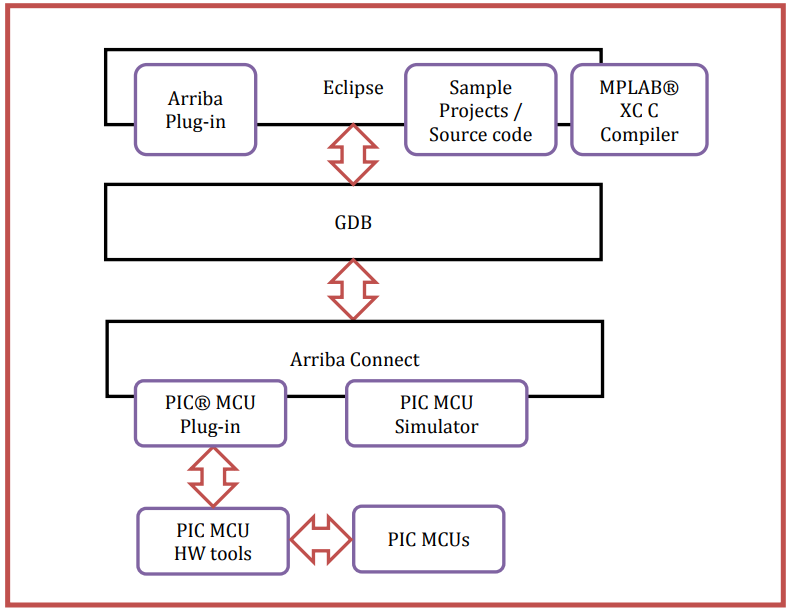 Arriba
Plug-in
Eclipse
Sample
Projects /
Source code
MPLAB®
XC C
Compiler
GDB
Arriba Connect
PIC® MCU
Plug-in
PIC MCU
Simulator
PIC MCU
HW tools
PIC MCUs